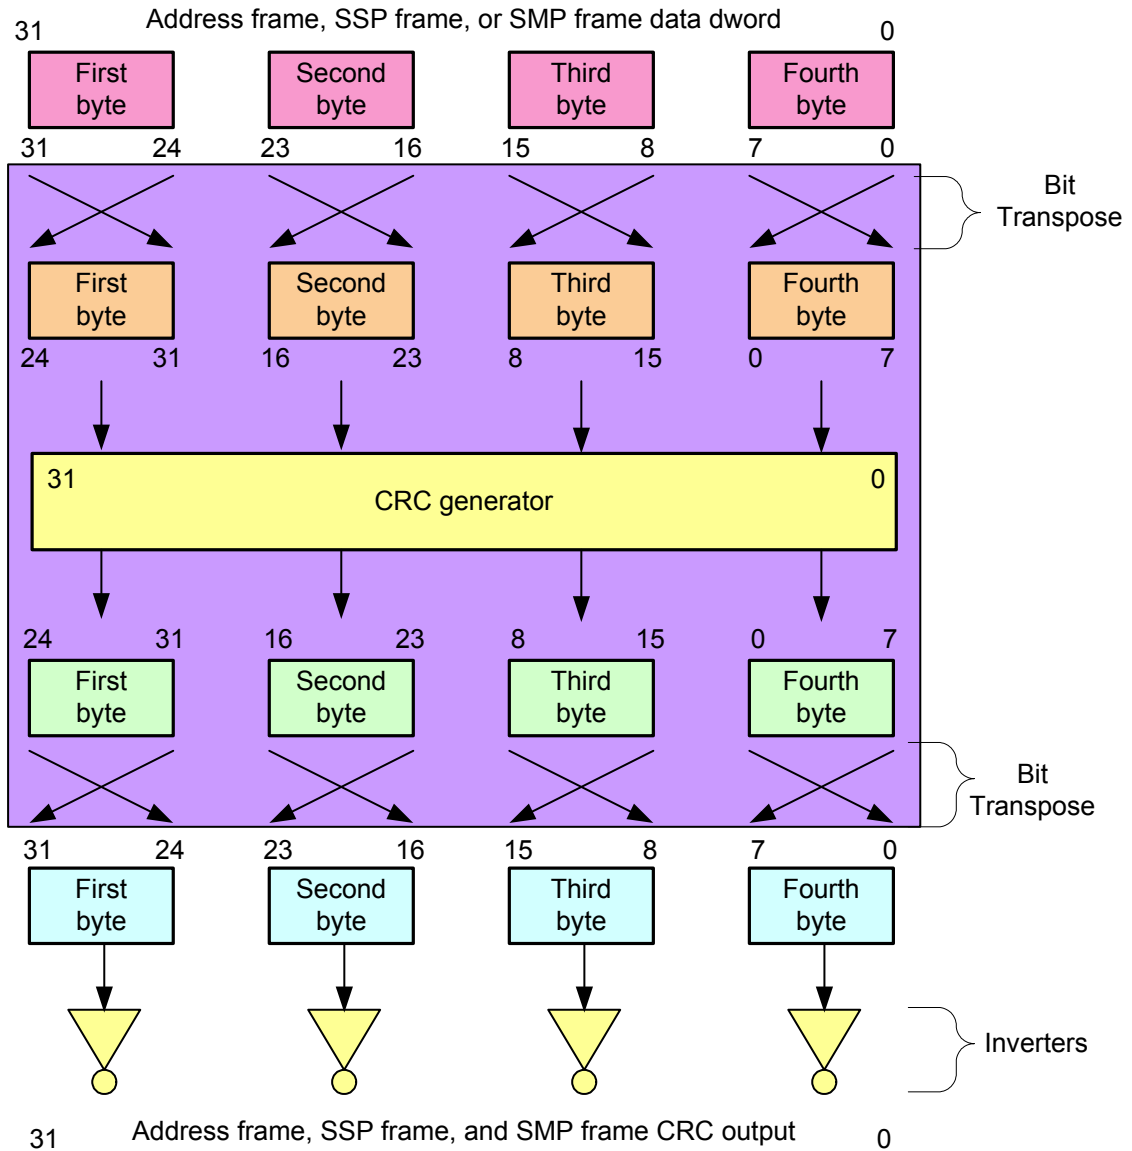 Address frame, SSP frame, or SMP frame data dword
31 0
First byte Second byte Third byte Fourth byte
31 24 23 16 15 8 7 0
Bit Transpose
First byte Second byte Third byte Fourth byte
24 31 16 23 8 15 0 7
31 0
CRC generator
24 31 16 23 8 15 0 7
First byte Second byte Third byte Fourth byte
Bit Transpose
31 24 23 16 15 8 7 0
First byte Second byte Third byte Fourth byte
Inverters
Address frame, SSP frame, and SMP frame CRC output
31 0